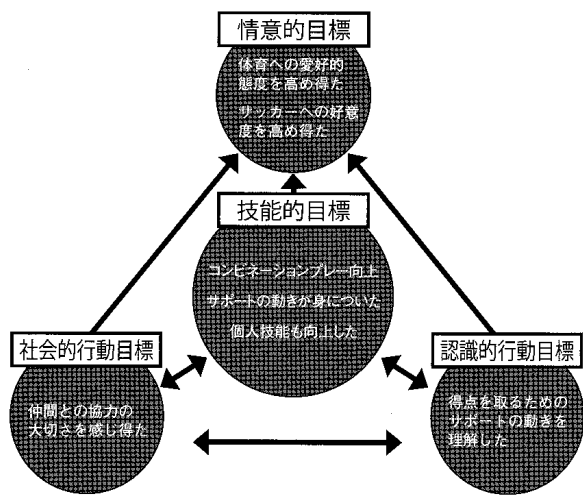 情意的目標
体育への愛好的
態度を高め得た
サッカーへの好意
度を高め得た
技能的目標
コンビネーションプレー向上
サポートの動きが身についた
個人技能も向上した
社会的行動目標
仲間との協力の
大切さを感じ得た
認識的行動目標
得点を取るための
サポートの動きを
理解した